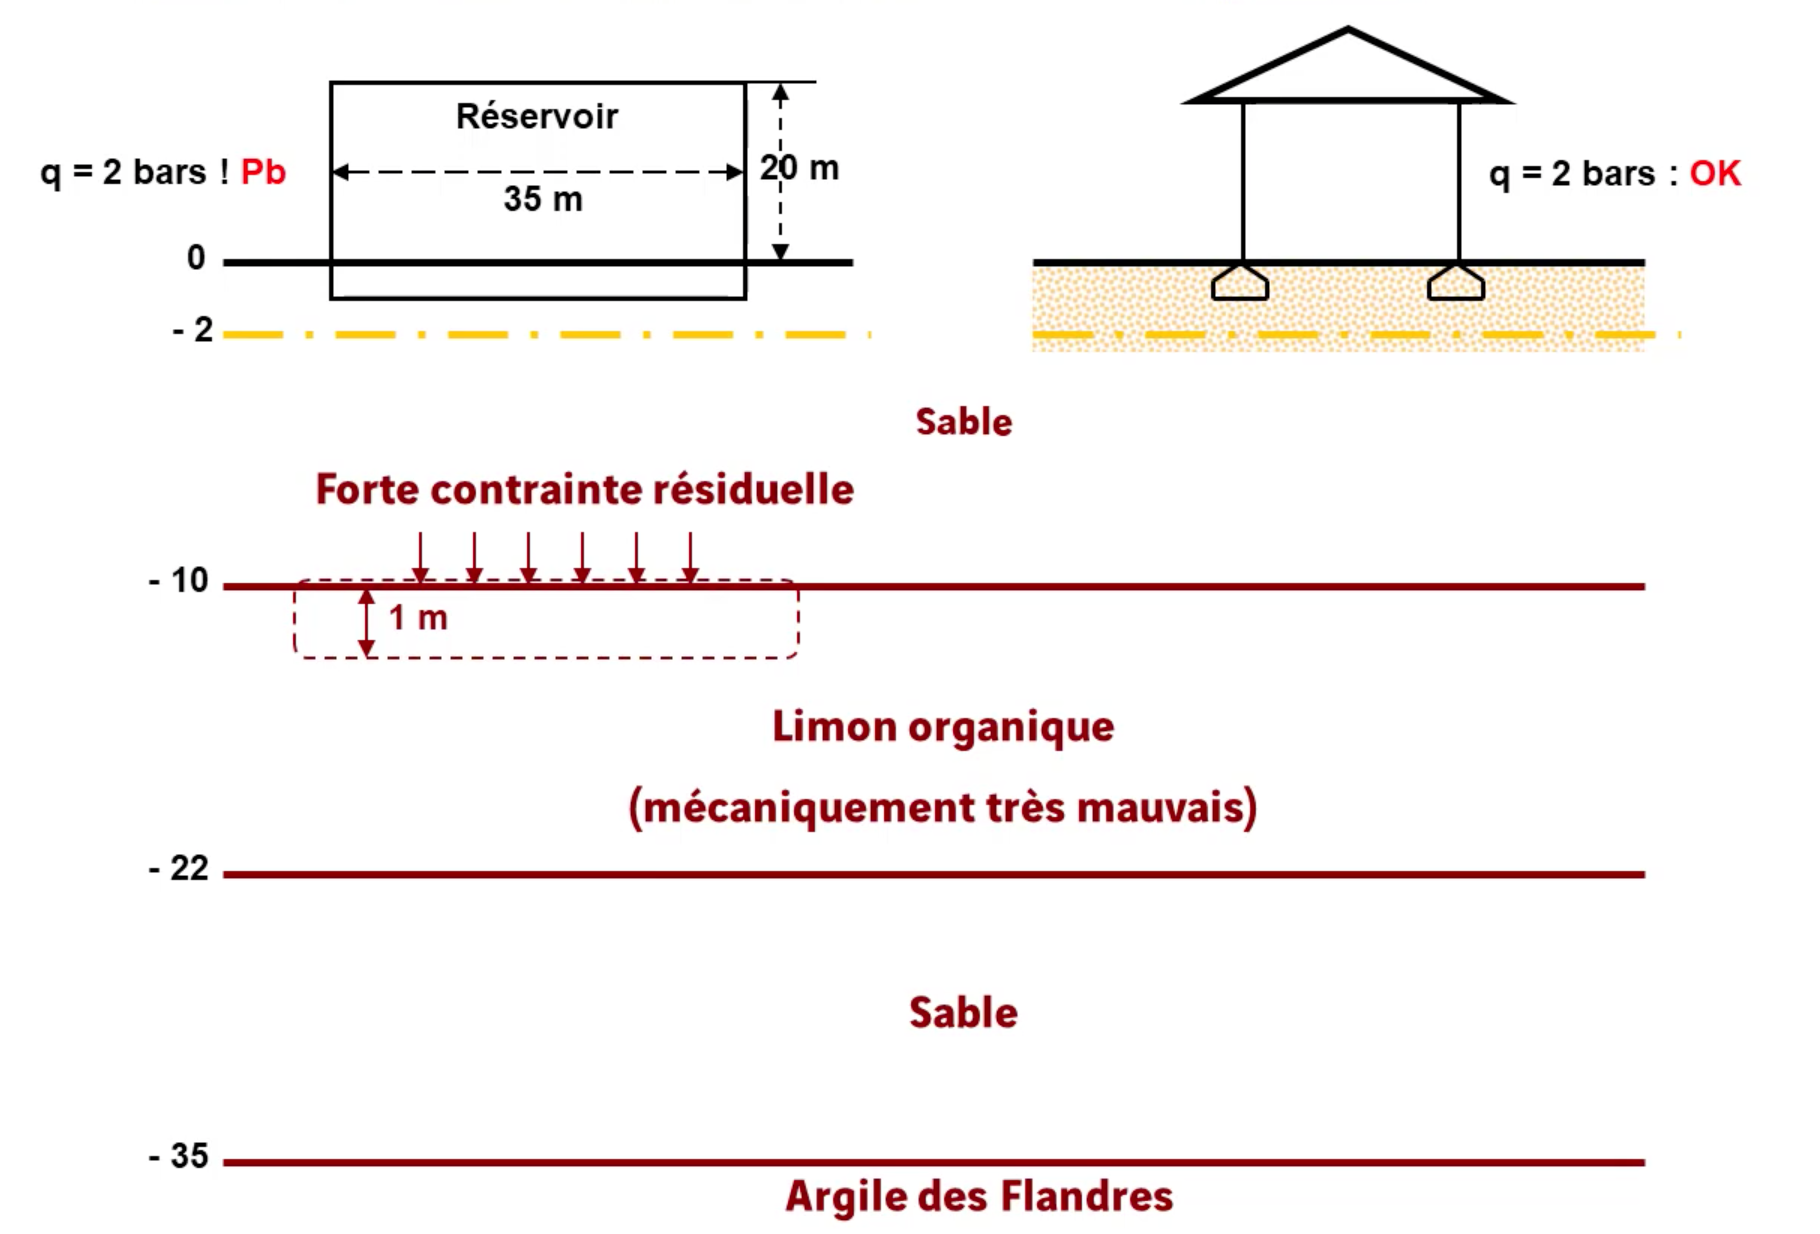 Réservoir
q = 2 bars ! Pb
20 m
q = 2 bars : OK
35 m
0
- 2
Sable
Forte contrainte résiduelle
- 10
1 m
Limon organique
(mécaniquement très mauvais)
- 22
Sable
- 35
Argile des Flandres